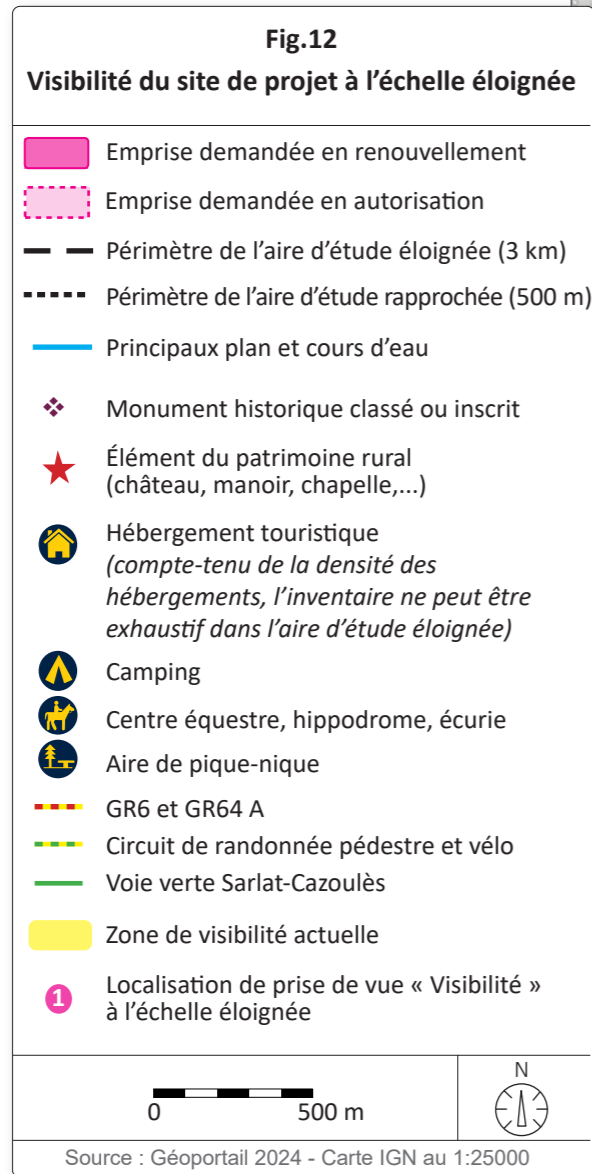 Fig.12
Visibilité du site de projet à l’échelle éloignée
Emprise demandée en renouvellement
Emprise demandée en autorisation
Périmètre de l’aire d’étude éloignée (3 km)
Périmètre de l’aire d’étude rapprochée (500 m)
Principaux plan et cours d’eau
Monument historique classé ou inscrit
Élément du patrimoine rural
(château, manoir, chapelle,...)
Hébergement touristique
(compte-tenu de la densité des
hébergements, l’inventaire ne peut être
exhaustif dans l’aire d’étude éloignée)
Camping
Centre équestre, hippodrome, écurie
Aire de pique-nique
GR6 et GR64 A
Circuit de randonnée pédestre et vélo
Voie verte Sarlat-Cazoulès
Zone de visibilité actuelle
1
Localisation de prise de vue « Visibilité »
à l’échelle éloignée
0 500 m
N
Source : Géoportail 2024 - Carte IGN au 1:25000